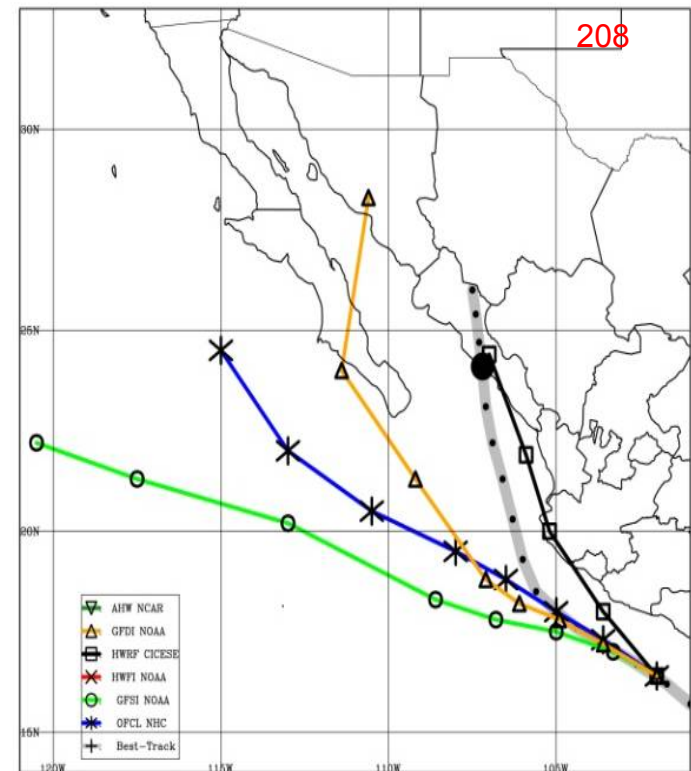 208
30N
25N
20N
15N
AHW NCAR
GFDI NOAA
HWRF CICESE
HWFI NOAA
GFSI NOAA
OFCL NHC
Best-Track
120W
115W
110W
105W